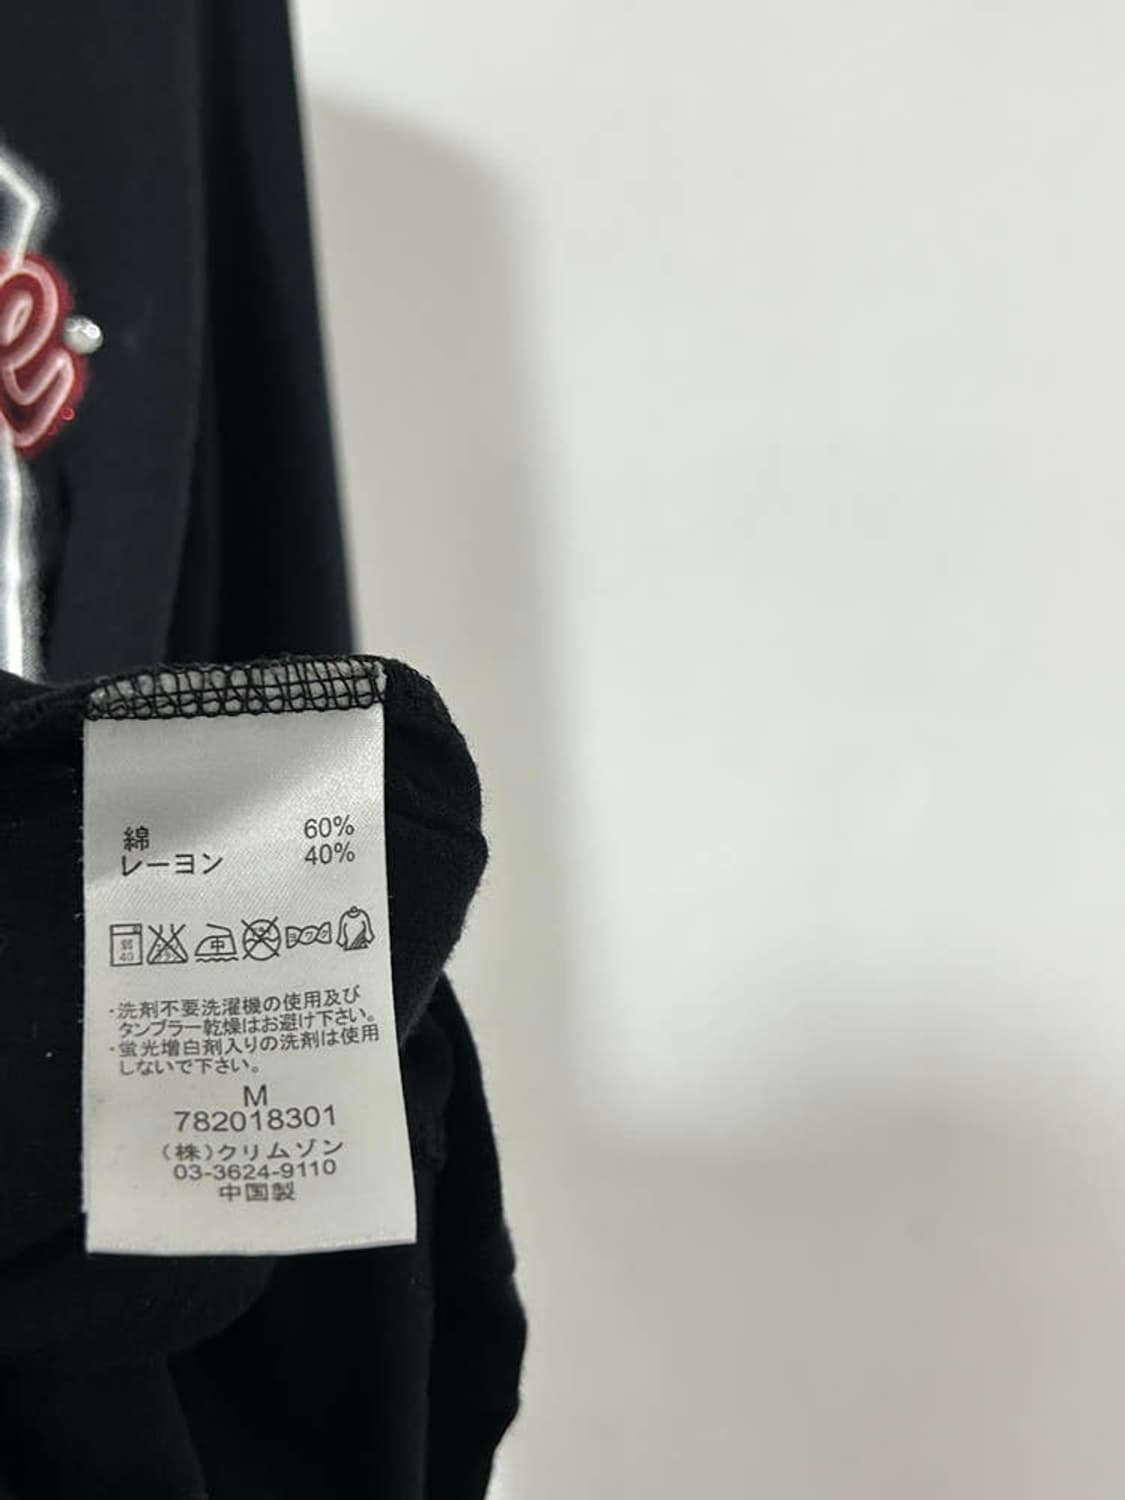 e
綿 60%
レーヨン 40%
弱
40
中
・洗剤不要洗濯機の使用及び
タンブラー乾燥はお避け下さい。
・蛍光増白剤入りの洗剤は使用
しないで下さい。
M
782018301
(株)クリムゾン
03-3624-9110
中国製